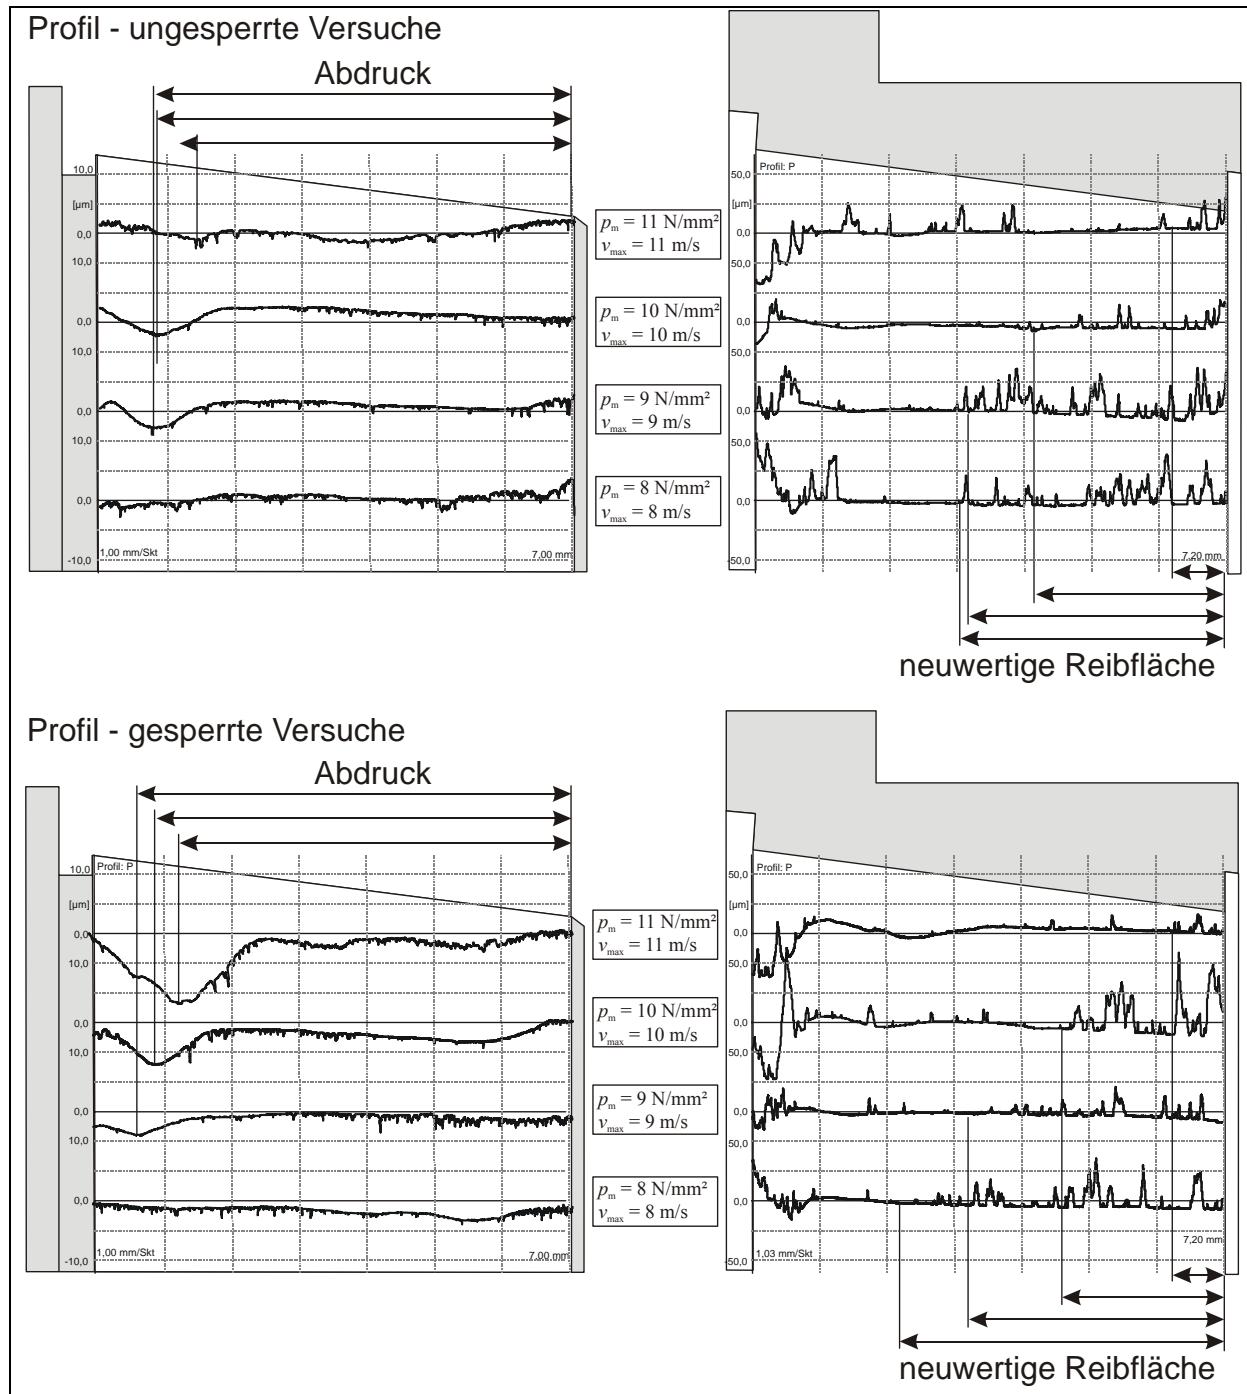 Profil - ungesperrte Versuche
Abdruck
10,0
[µm]
0,0
10,0
0,0
10,0
0,0
10,0
0,0
-10,0
1,00 mm/Skt
7,00 mm
pm = 11 N/mm²
vmax = 11 m/s
pm = 10 N/mm²
vmax = 10 m/s
pm = 9 N/mm²
vmax = 9 m/s
pm = 8 N/mm²
vmax = 8 m/s
Profil: P
50,0
[µm]
0,0
50,0
0,0
50,0
0,0
50,0
0,0
-50,0
7,20 mm
neuwertige Reibfläche
Profil - gesperrte Versuche
Abdruck
Profil: P
10,0
[µm]
0,0
10,0
0,0
10,0
0,0
10,0
0,0
-10,0
1,00 mm/Skt
7,00 mm
pm = 11 N/mm²
vmax = 11 m/s
pm = 10 N/mm²
vmax = 10 m/s
pm = 9 N/mm²
vmax = 9 m/s
pm = 8 N/mm²
vmax = 8 m/s
Profil: P
50,0
[µm]
0,0
50,0
0,0
50,0
0,0
50,0
0,0
-50,0
1,03 mm/Skt
7,20 mm
neuwertige Reibfläche